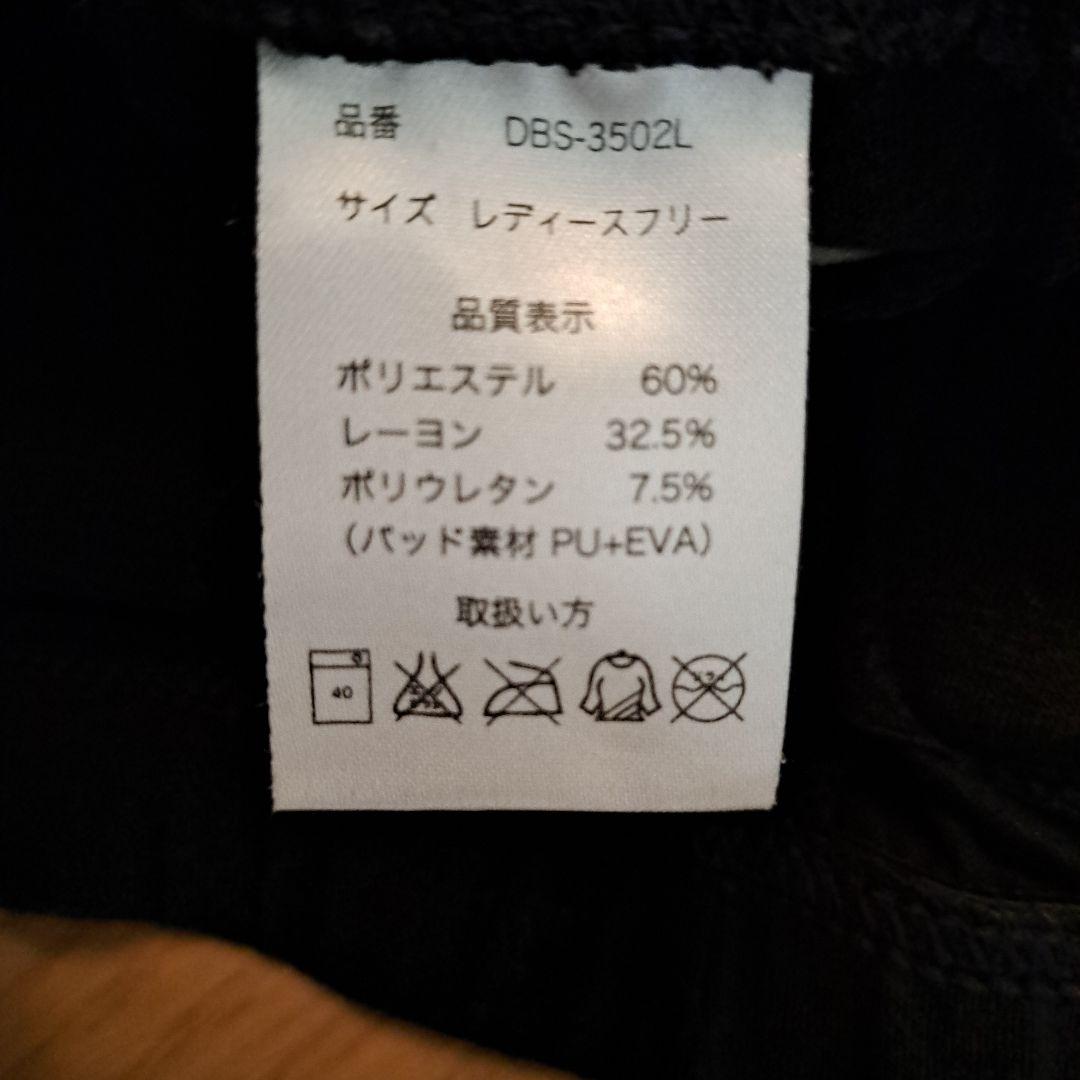 品番 DBS-3502L
サイズ レディースフリー
品質表示
ポリエステル 60%
レーヨン 32.5%
ポリウレタン 7.5%
(パッド素材 PU+EVA)
取扱い方
40